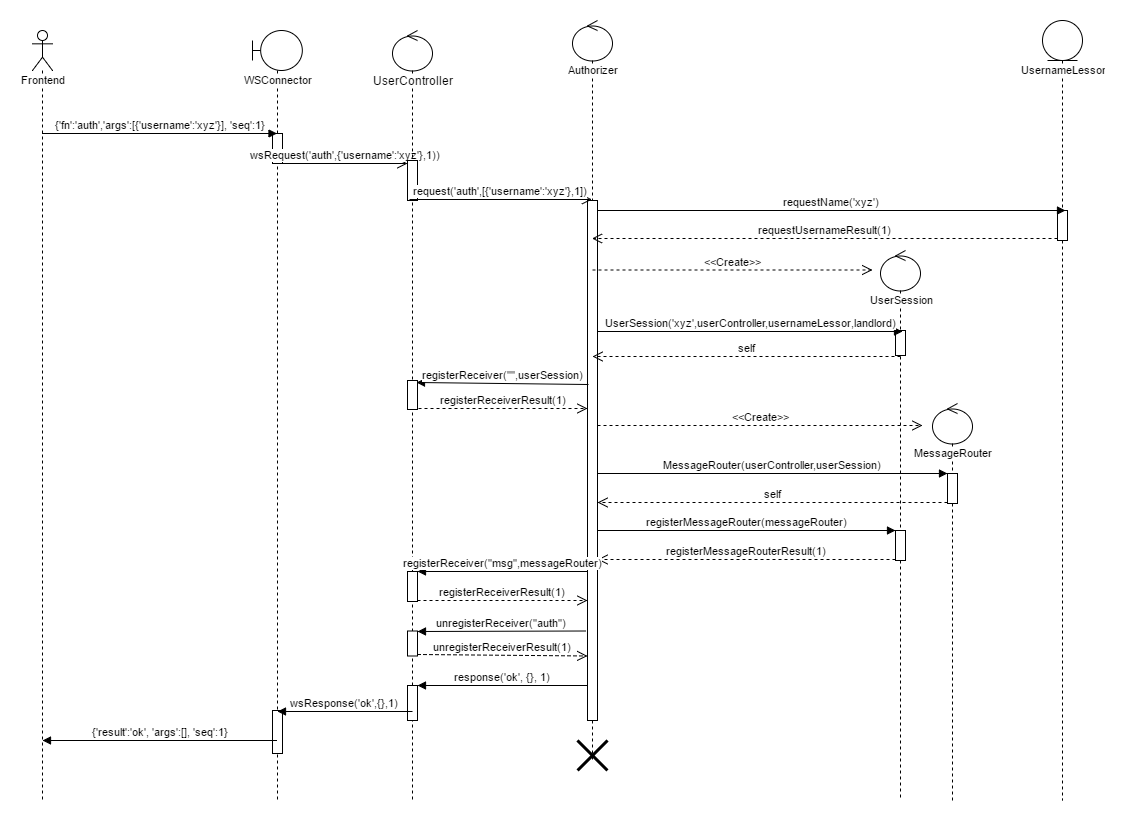 Frontend
WSConnector
UserController
Authorizer
UsernameLessor
{'fn':'auth','args':[{'username':'xyz'}], 'seq':1}
wsRequest('auth',{'username':'xyz'},1))
request('auth',[{'username':'xyz'},1])
requestName('xyz')
requestUsernameResult(1)
<<Create>>
UserSession
UserSession('xyz',userController,usernameLessor,landlord)
self
registerReceiver("",userSession)
registerReceiverResult(1)
<<Create>>
MessageRouter
MessageRouter(userController,userSession)
self
registerMessageRouter(messageRouter)
registerMessageRouterResult(1)
registerReceiver("msg",messageRouter)
registerReceiverResult(1)
unregisterReceiver("auth")
unregisterReceiverResult(1)
response('ok', {}, 1)
wsResponse('ok',{},1)
{'result':'ok', 'args':[], 'seq':1}